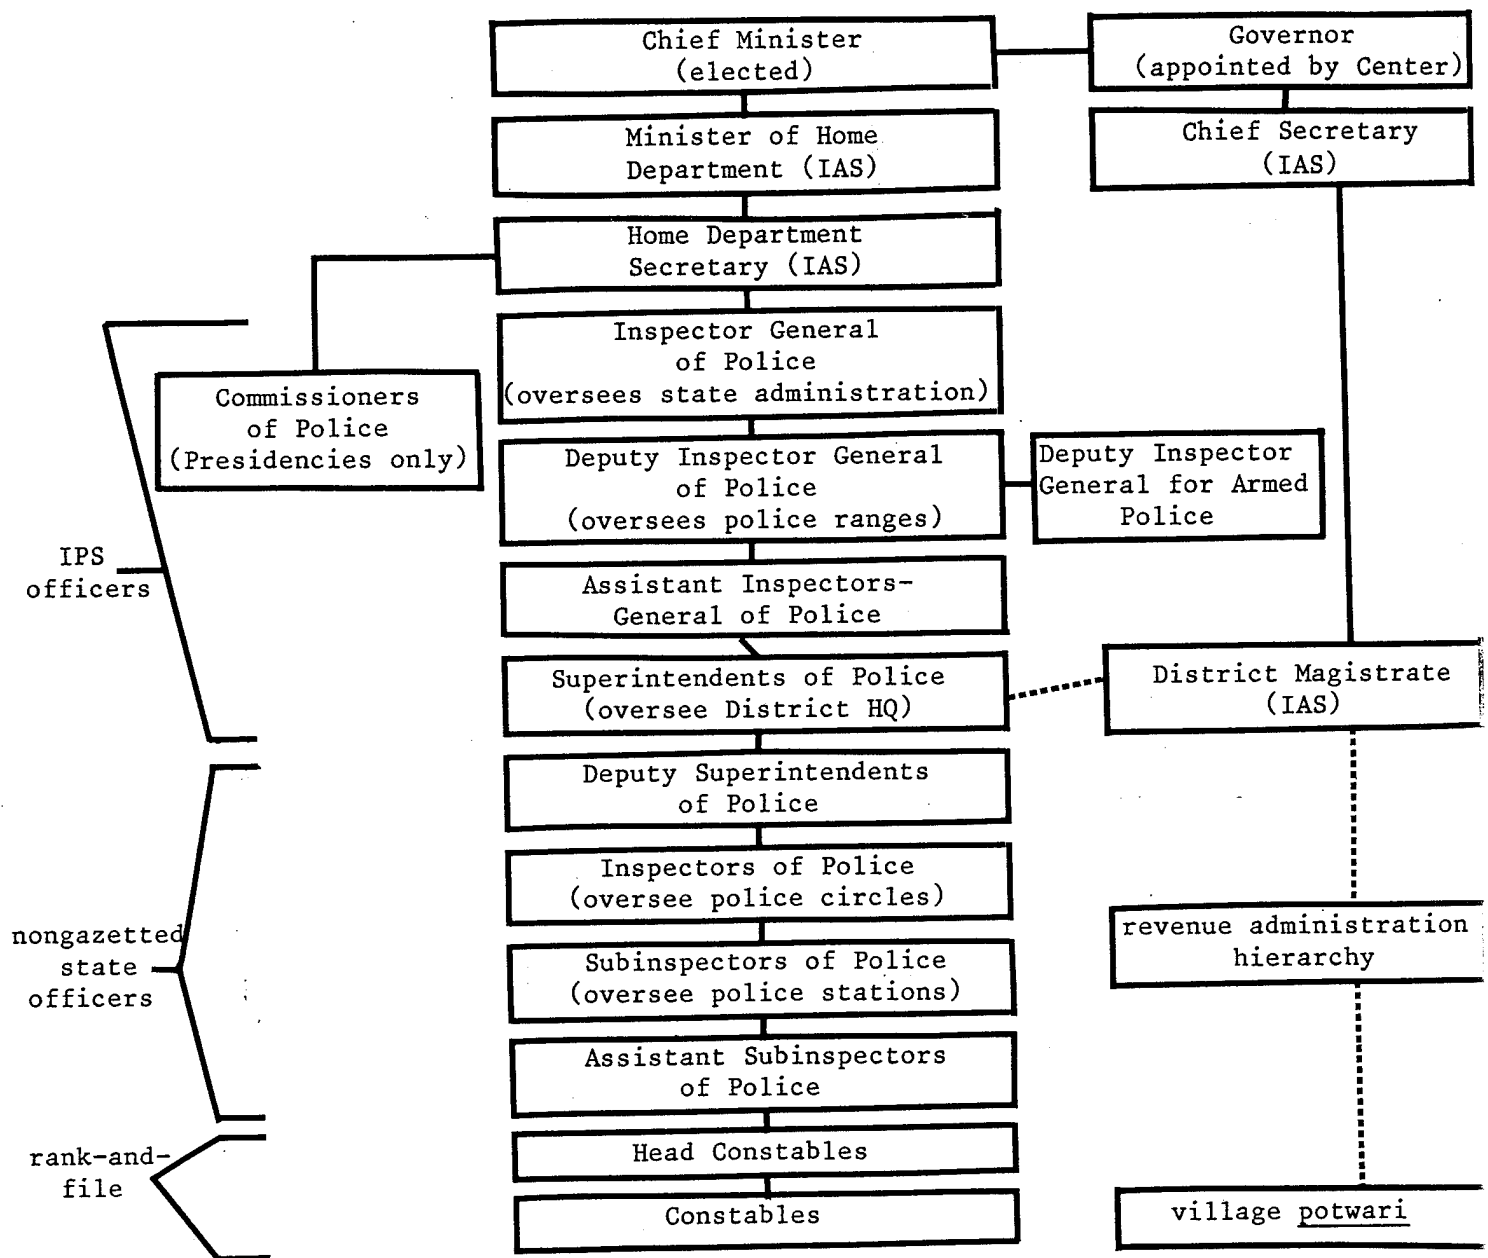 Chief Minister
(elected)
Governor
(appointed by Center)
Minister of Home
Department (IAS)
Chief Secretary
(IAS)
Home Department
Secretary (IAS)
Inspector General
of Police
(oversees state administration)
Commissioners
of Police
(Presidencies only)
Deputy Inspector General
of Police
(oversees police ranges)
Deputy Inspector
General for Armed
Police
IPS
officers
Assistant Inspectors-
General of Police
Superintendents of Police
(oversee District HQ)
District Magistrate
(IAS)
Deputy Superintendents
of Police
Inspectors of Police
(oversee police circles)
nongazetted
state
officers
revenue administration
hierarchy
Subinspectors of Police
(oversee police stations)
Assistant Subinspectors
of Police
rank-and-
file
Head Constables
Constables
village potwari